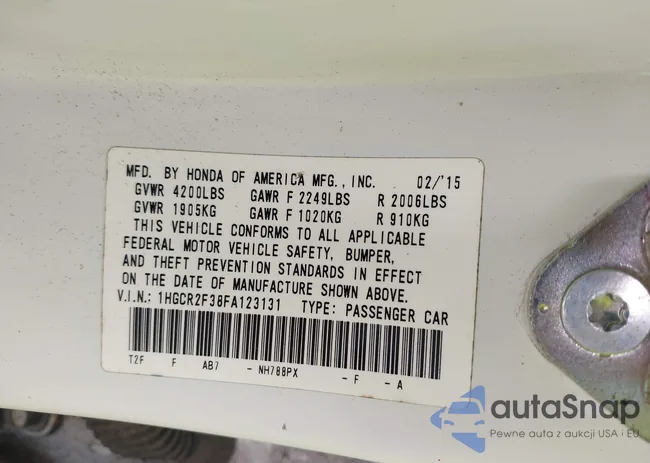 MFD. BY HONDA OF AMERICA MFG., INC. 02/'15
GVWR 4200LBS GAWR F 2249LBS R 2006LBS
GVWR 1905KG GAWR F 1020KG R 910KG
THIS VEHICLE CONFORMS TO ALL APPLICABLE
FEDERAL MOTOR VEHICLE SAFETY, BUMPER,
AND THEFT PREVENTION STANDARDS IN EFFECT
ON THE DATE OF MANUFACTURE SHOWN ABOVE.
V.I.N.: 1HGCR2F38FA123131 TYPE: PASSENGER CAR
T2F F AB7 - NH788PX - F - A
autaSnap
Pewne auta z aukcji USA i EU